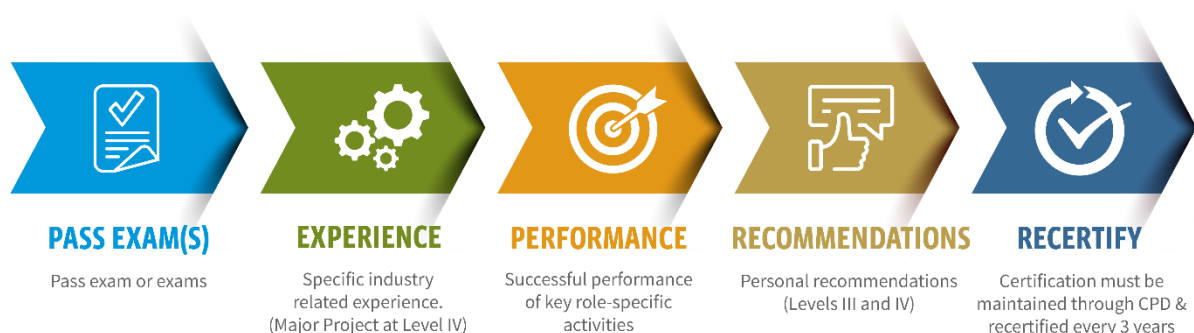 PASS EXAM(S)
Pass exam or exams
EXPERIENCE
Specific industry
related experience.
(Major Project at Level IV)
PERFORMANCE
Successful performance
of key role-specific
activities
RECOMMENDATIONS
Personal recommendations
(Levels III and IV)
RECERTIFY
Certification must be
maintained through CPD &
recertified every 3 years